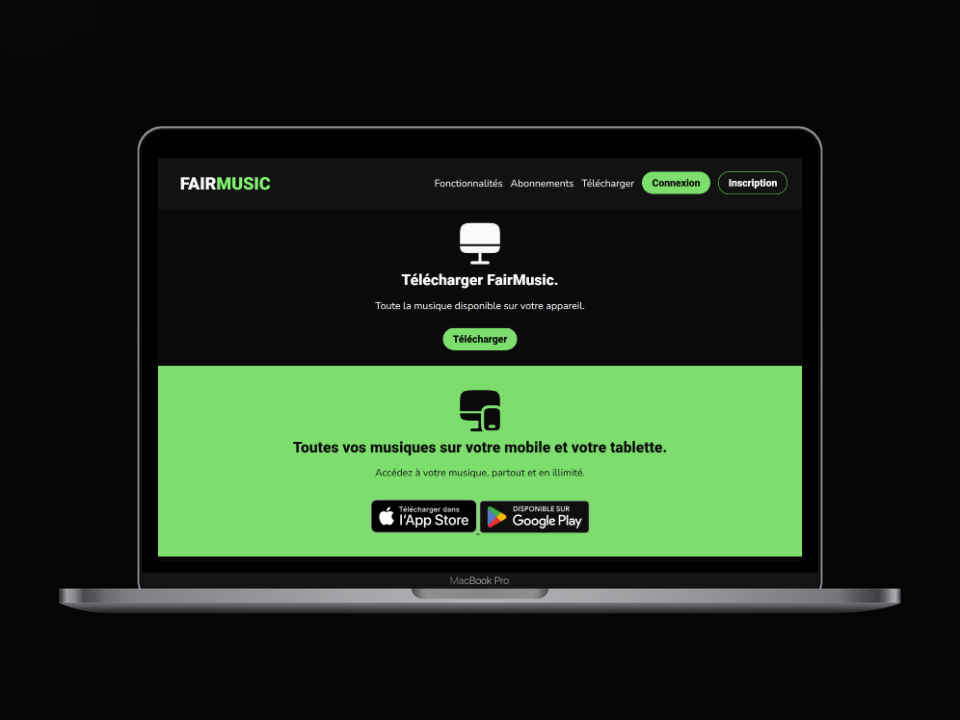 FAIRMUSIC
Fonctionnalités Abonnements Télécharger Connexion Inscription
Télécharger FairMusic.
Toute la musique disponible sur votre appareil.
Télécharger
Toutes vos musiques sur votre mobile et votre tablette.
Accédez à votre musique, partout et en illimité.
Télécharger dans
l'App Store
DISPONIBLE SUR
Google Play
MacBook Pro